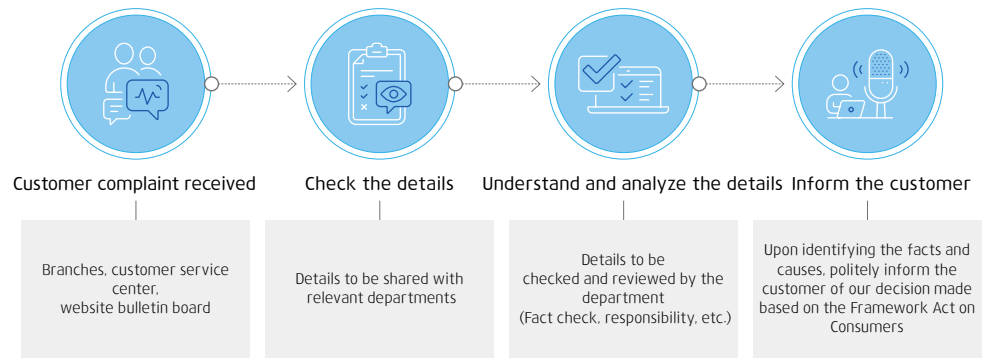 Customer complaint received
Check the details
Understand and analyze the details
Inform the customer
Branches, customer service
center,
website bulletin board
Details to be shared with
relevant departments
Details to be
checked and reviewed by the
department
(Fact check, responsibility, etc.)
Upon identifying the facts and
causes, politely inform the
customer of our decision made
based on the Framework Act on
Consumers